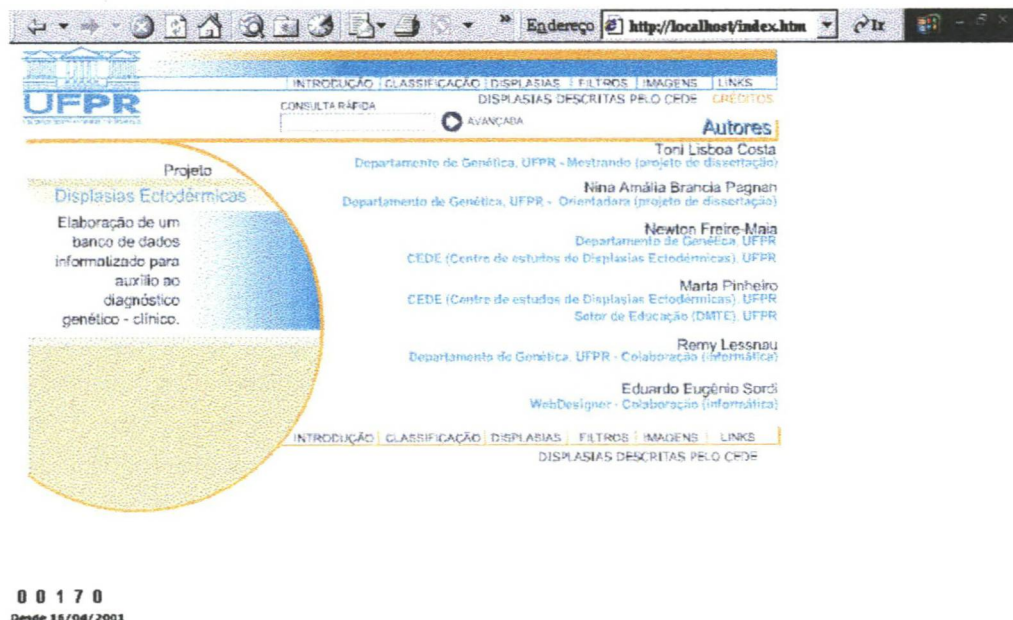 » Endereço http://localhost/index.htm Ir
INTRODUÇÃO CLASSIFICAÇÃO DISPLASIAS FILTROS IMAGENS LINKS
UFPR
CONSULTA RÁPIDA
DISPLASIAS DESCRITAS PELO CEDE CRÉDITOS
AVANÇADA
Autores
Projeto
Displasias Ectodérmicas
Elaboração de um
banco de dados
informatizado para
auxílio ao
diagnóstico
genético - clínico.
Toni Lisboa Costa
Departamento de Genética, UFPR - Mestrando (projeto de dissertação)
Nina Amália Brancia Pagnan
Departamento de Genética, UFPR - Orientadora (projeto de dissertação)
Newton Freire-Maia
Departamento de Genética, UFPR
CEDE (Centro de estudos de Displasias Ectodérmicas), UFPR
Marta Pinheiro
CEDE (Centro de estudos de Displasias Ectodérmicas), UFPR
Setor de Educação (DMTE), UFPR
Remy Lessnau
Departamento de Genética, UFPR - Colaboração (informática)
Eduardo Eugênio Sordi
WebDesigner - Colaboração (informática)
INTRODUÇÃO CLASSIFICAÇÃO DISPLASIAS FILTROS IMAGENS LINKS
DISPLASIAS DESCRITAS PELO CEDE
00170
Desde 16/04/2001